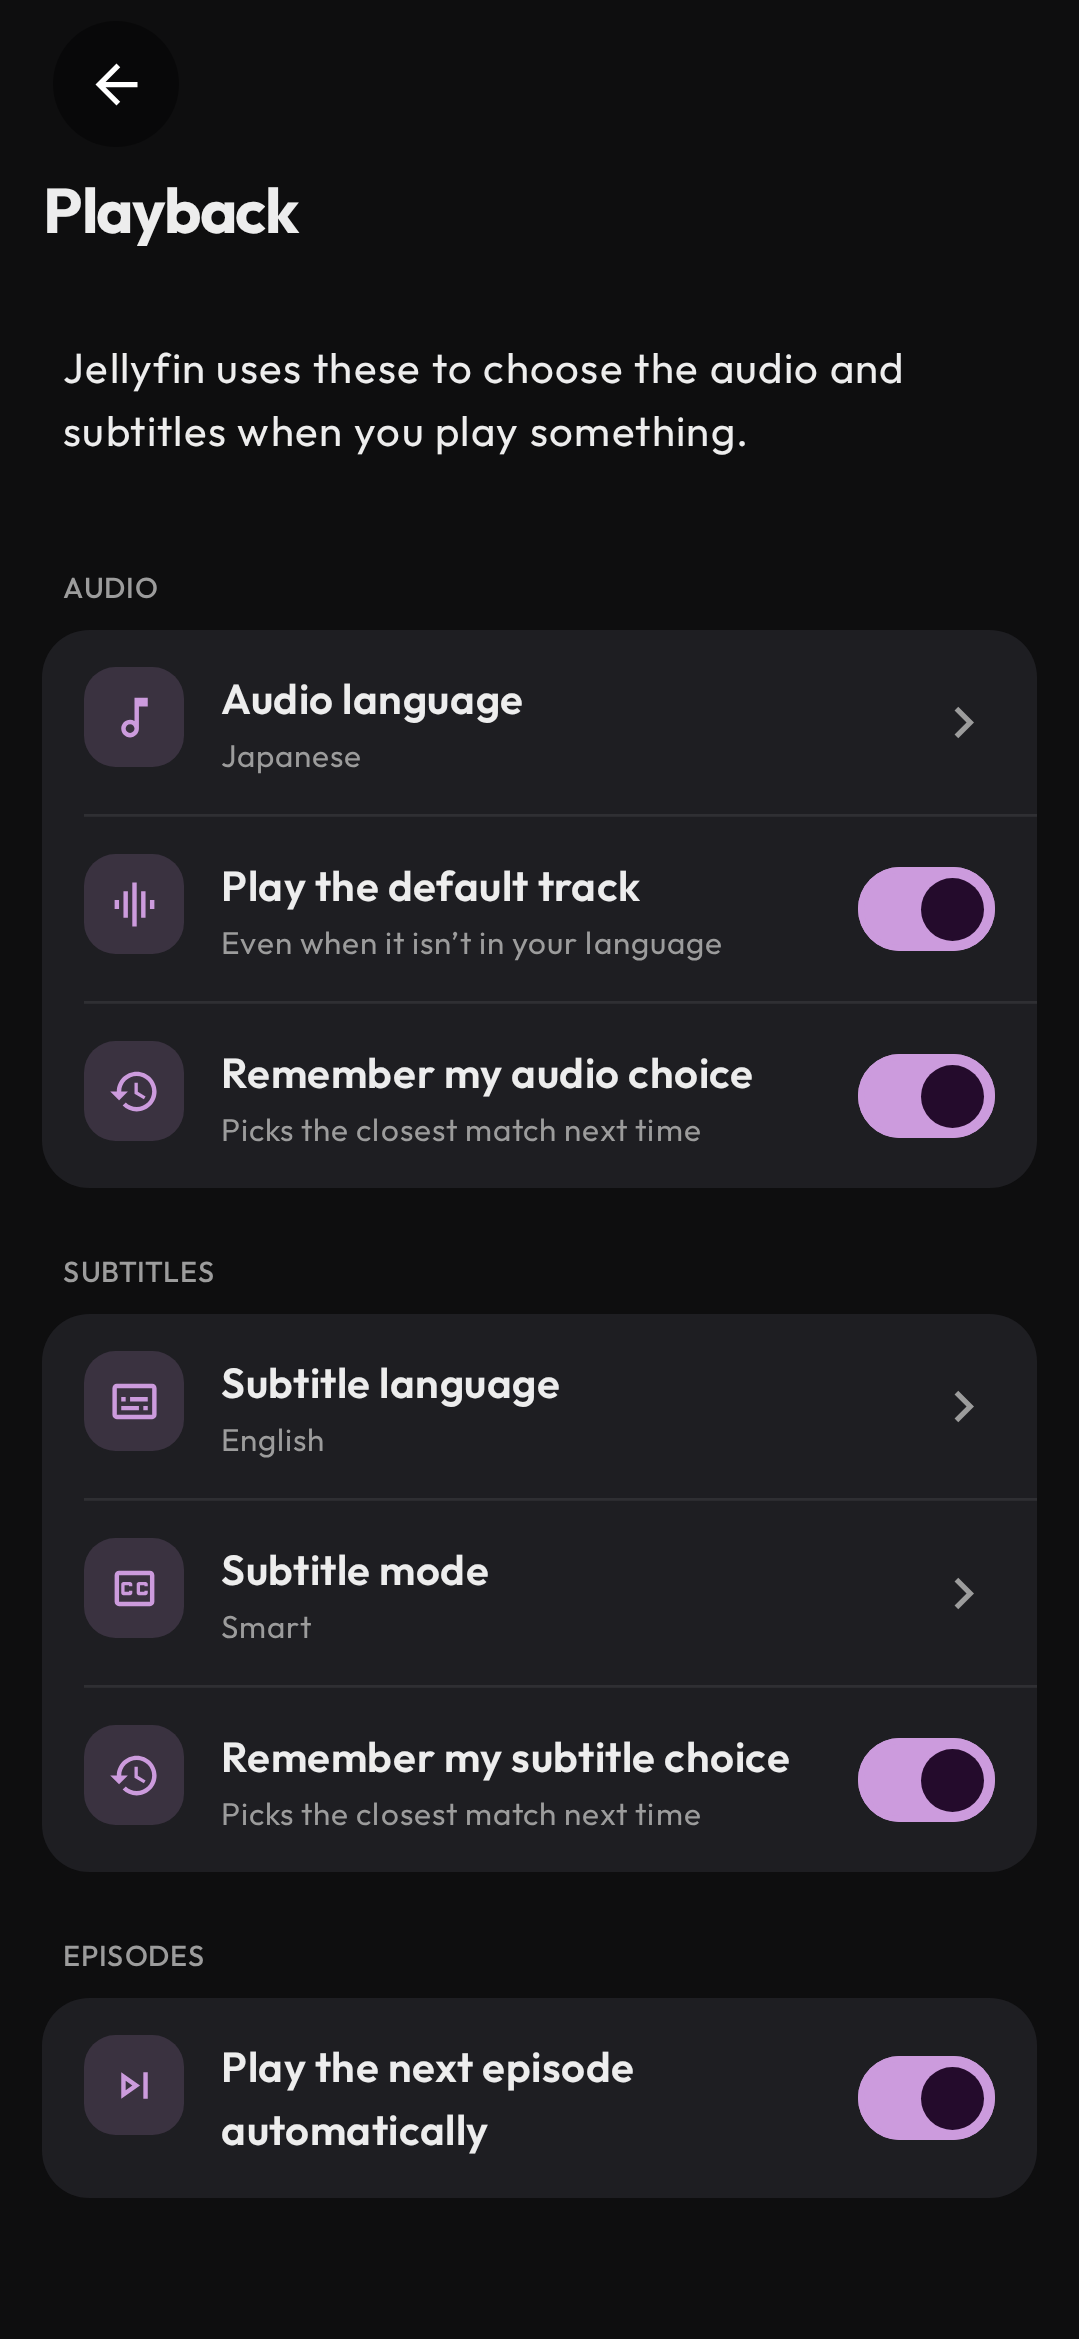 Playback
Jellyfin uses these to choose the audio and
subtitles when you play something.
AUDIO
Audio language
Japanese
Play the default track
Even when it isn’t in your language
Remember my audio choice
Picks the closest match next time
SUBTITLES
Subtitle language
English
CC
Subtitle mode
Smart
Remember my subtitle choice
Picks the closest match next time
EPISODES
Play the next episode
automatically